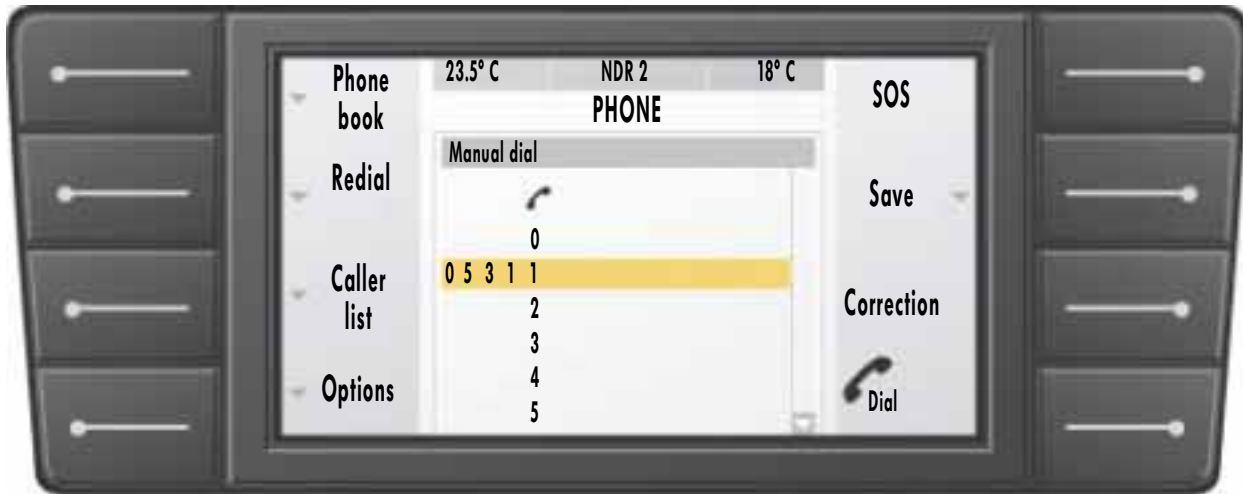 Phone
book
Redial
Caller
list
Options
23.5° C NDR 2 18° C
PHONE
Manual dial
0
0 5 3 1 1
2
3
4
5
SOS
Save
Correction
Dial